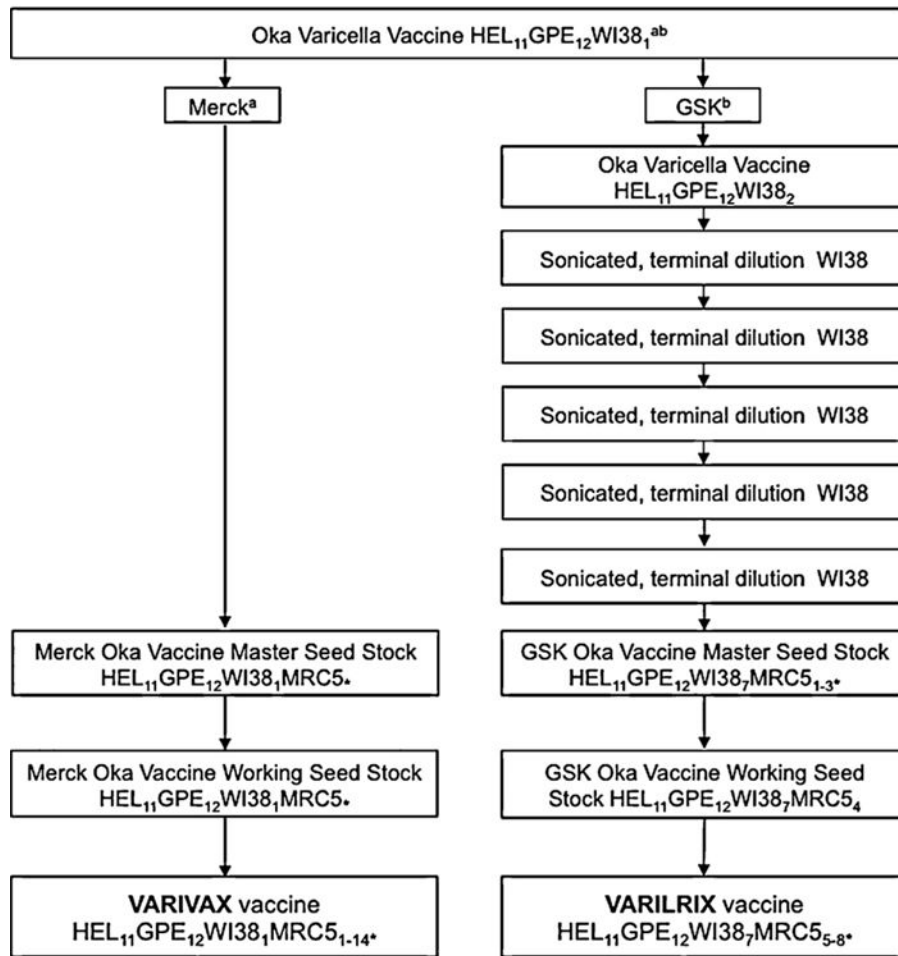 Oka Varicella Vaccine HEL₁₁GPE₁₂WI38₁ᵃᵇ
Merckᵃ
GSKᵇ
Oka Varicella Vaccine
HEL₁₁GPE₁₂WI38₂
Sonicated, terminal dilution WI38
Sonicated, terminal dilution WI38
Sonicated, terminal dilution WI38
Sonicated, terminal dilution WI38
Sonicated, terminal dilution WI38
Merck Oka Vaccine Master Seed Stock
HEL₁₁GPE₁₂WI38₁MRC5*
GSK Oka Vaccine Master Seed Stock
HEL₁₁GPE₁₂WI38₇MRC5₁₋₃*
Merck Oka Vaccine Working Seed Stock
HEL₁₁GPE₁₂WI38₁MRC5*
GSK Oka Vaccine Working Seed
Stock HEL₁₁GPE₁₂WI38₇MRC5₄
VARIVAX vaccine
HEL₁₁GPE₁₂WI38₁MRC5₁₋₁₄*
VARILRIX vaccine
HEL₁₁GPE₁₂WI38₇MRC5₅₋₈*